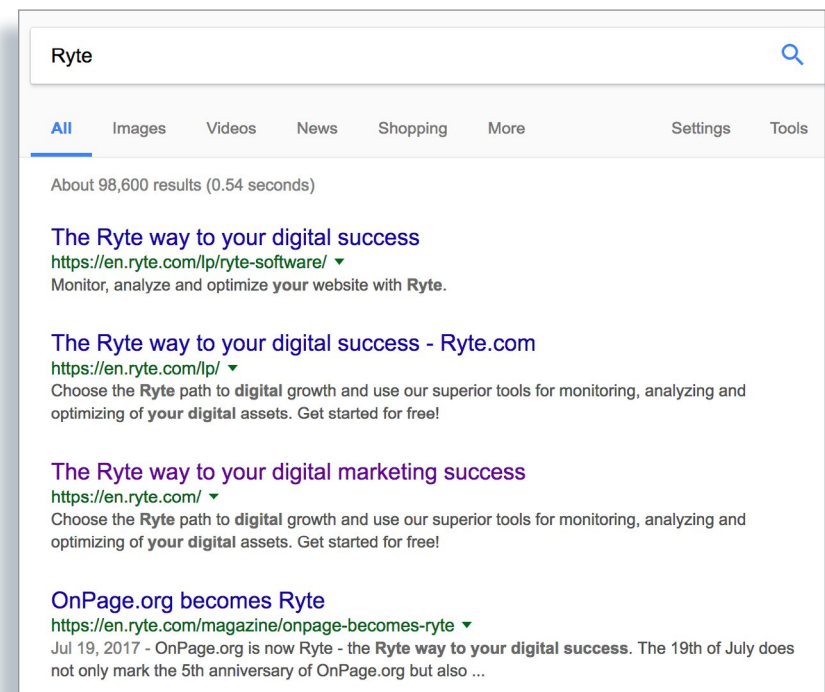 Ryte
All Images Videos News Shopping More Settings Tools
About 98,600 results (0.54 seconds)
The Ryte way to your digital success
https://en.ryte.com/lp/ryte-software/
Monitor, analyze and optimize your website with Ryte.
The Ryte way to your digital success - Ryte.com
https://en.ryte.com/lp/
Choose the Ryte path to digital growth and use our superior tools for monitoring, analyzing and
optimizing of your digital assets. Get started for free!
The Ryte way to your digital marketing success
https://en.ryte.com/
Choose the Ryte path to digital growth and use our superior tools for monitoring, analyzing and
optimizing of your digital assets. Get started for free!
OnPage.org becomes Ryte
https://en.ryte.com/magazine/onpage-becomes-ryte
Jul 19, 2017 - OnPage.org is now Ryte - the Ryte way to your digital success. The 19th of July does
not only mark the 5th anniversary of OnPage.org but also ...